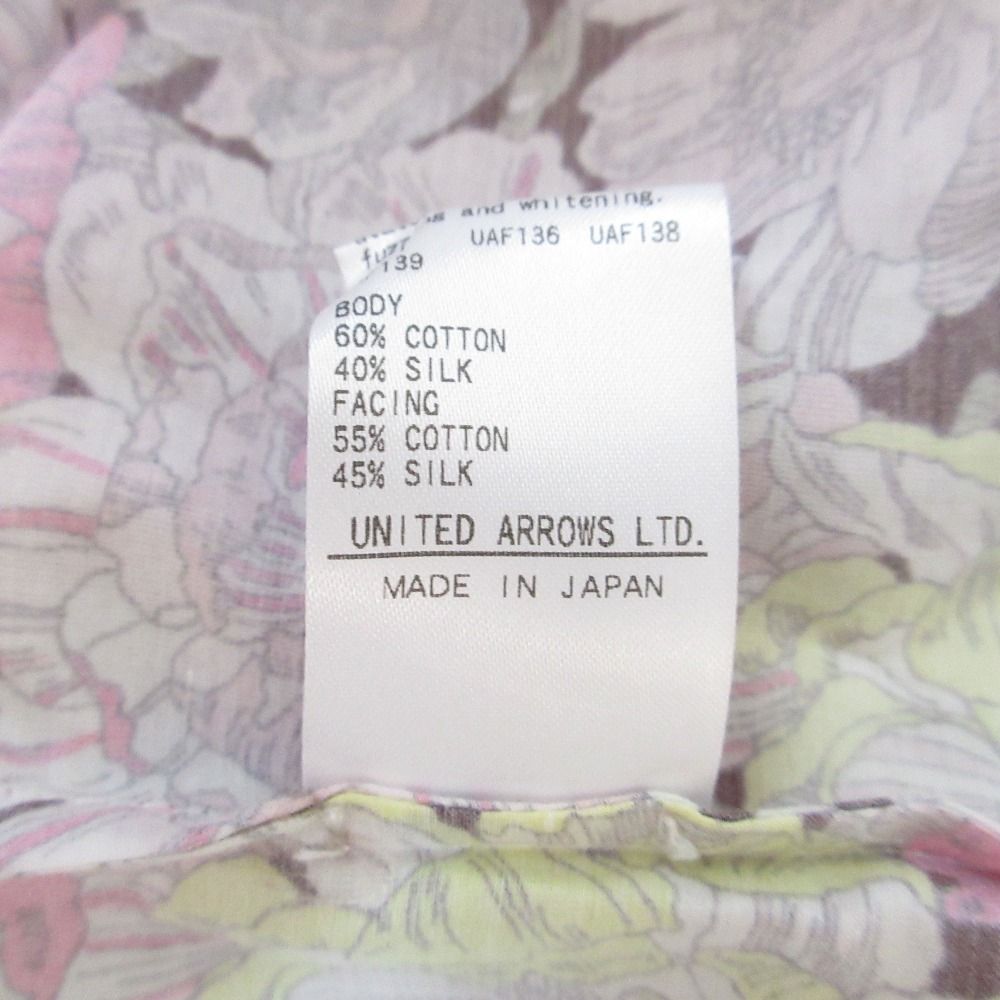 and whitening.
UAF136 UAF138
139
BODY
60% COTTON
40% SILK
FACING
55% COTTON
45% SILK
UNITED ARROWS LTD.
MADE IN JAPAN